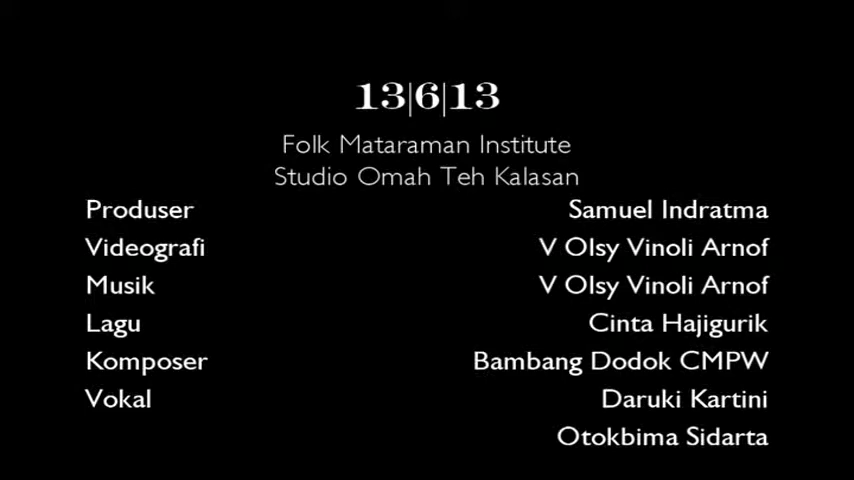 13|6|13
Folk Mataraman Institute
Studio Omah Teh Kalasan
Produser Samuel Indratma
Videografi V Olsy Vinoli Arnof
Musik V Olsy Vinoli Arnof
Lagu Cinta Hajigurik
Komposer Bambang Dodok CMPW
Vokal Daruki Kartini
Otokbima Sidarta